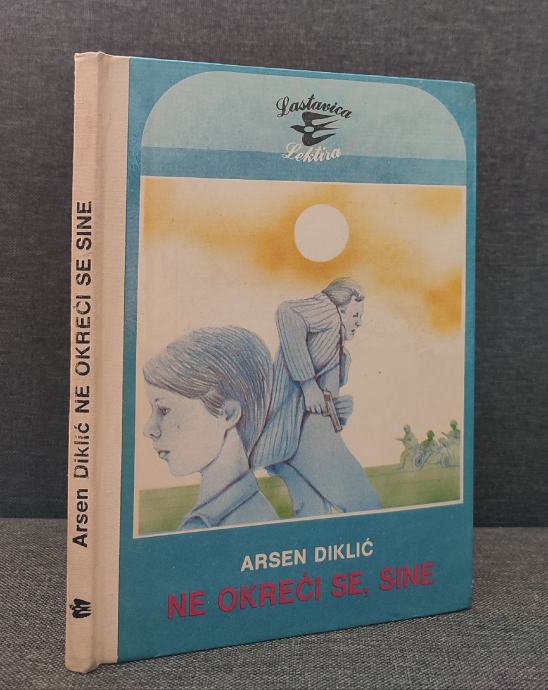 Lastavica
Lektira
ARSEN DIKLIĆ
NE OKREĆI SE, SINE
Arsen Diklić NE OKREĆI SE SINE